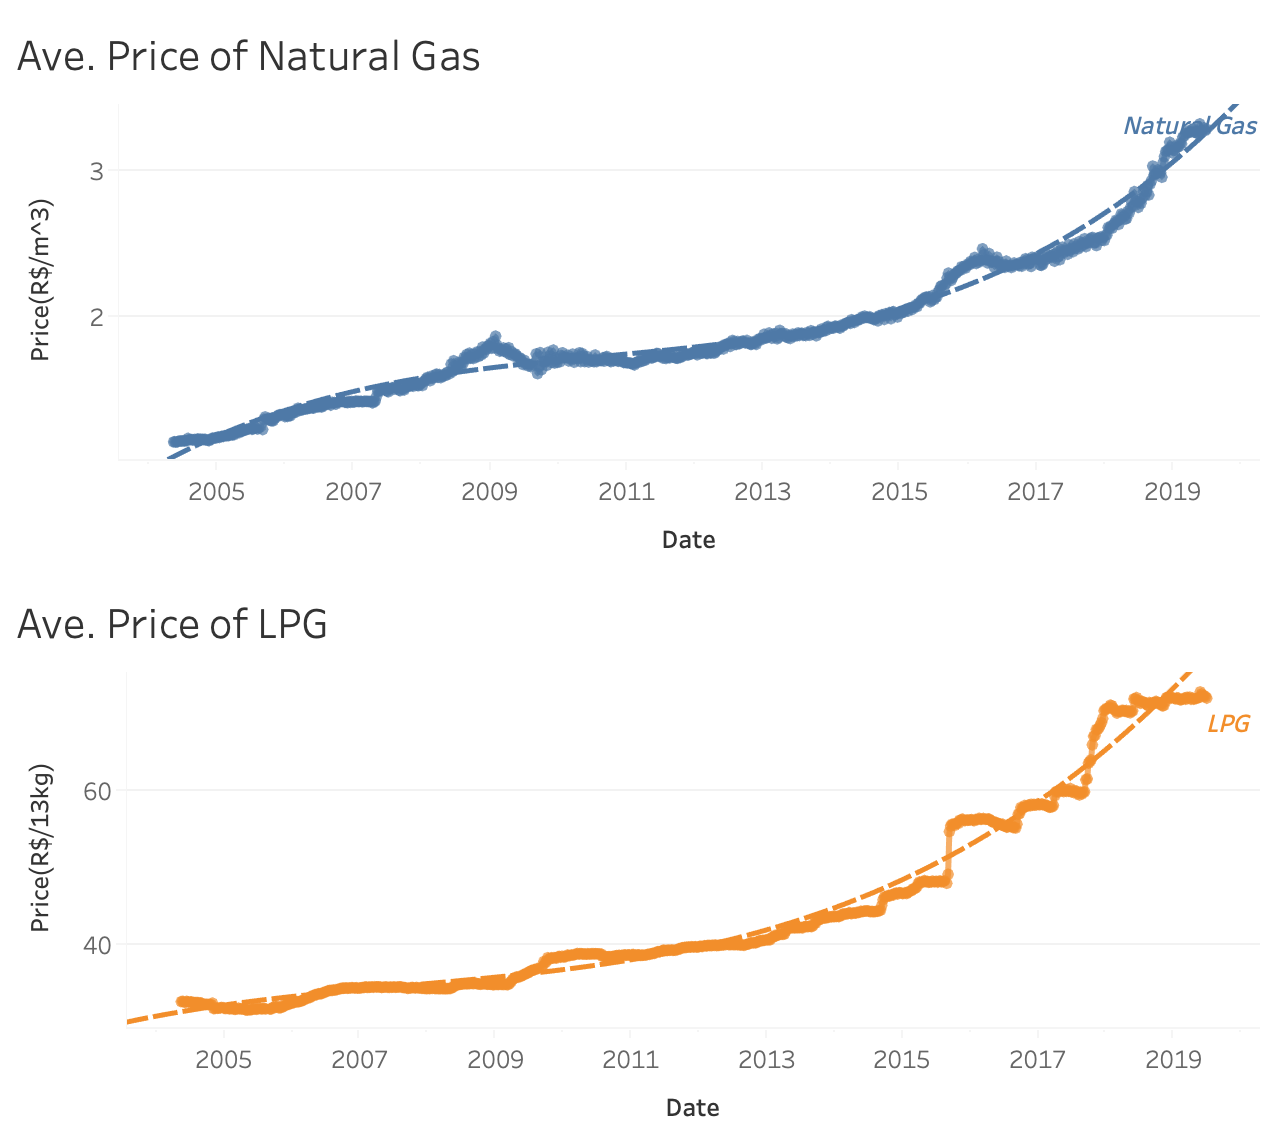 Ave. Price of Natural Gas
Natural Gas
3
2
Price(R$/m^3)
2005 2007 2009 2011 2013 2015 2017 2019
Date
Ave. Price of LPG
LPG
60
40
Price(R$/13kg)
2005 2007 2009 2011 2013 2015 2017 2019
Date